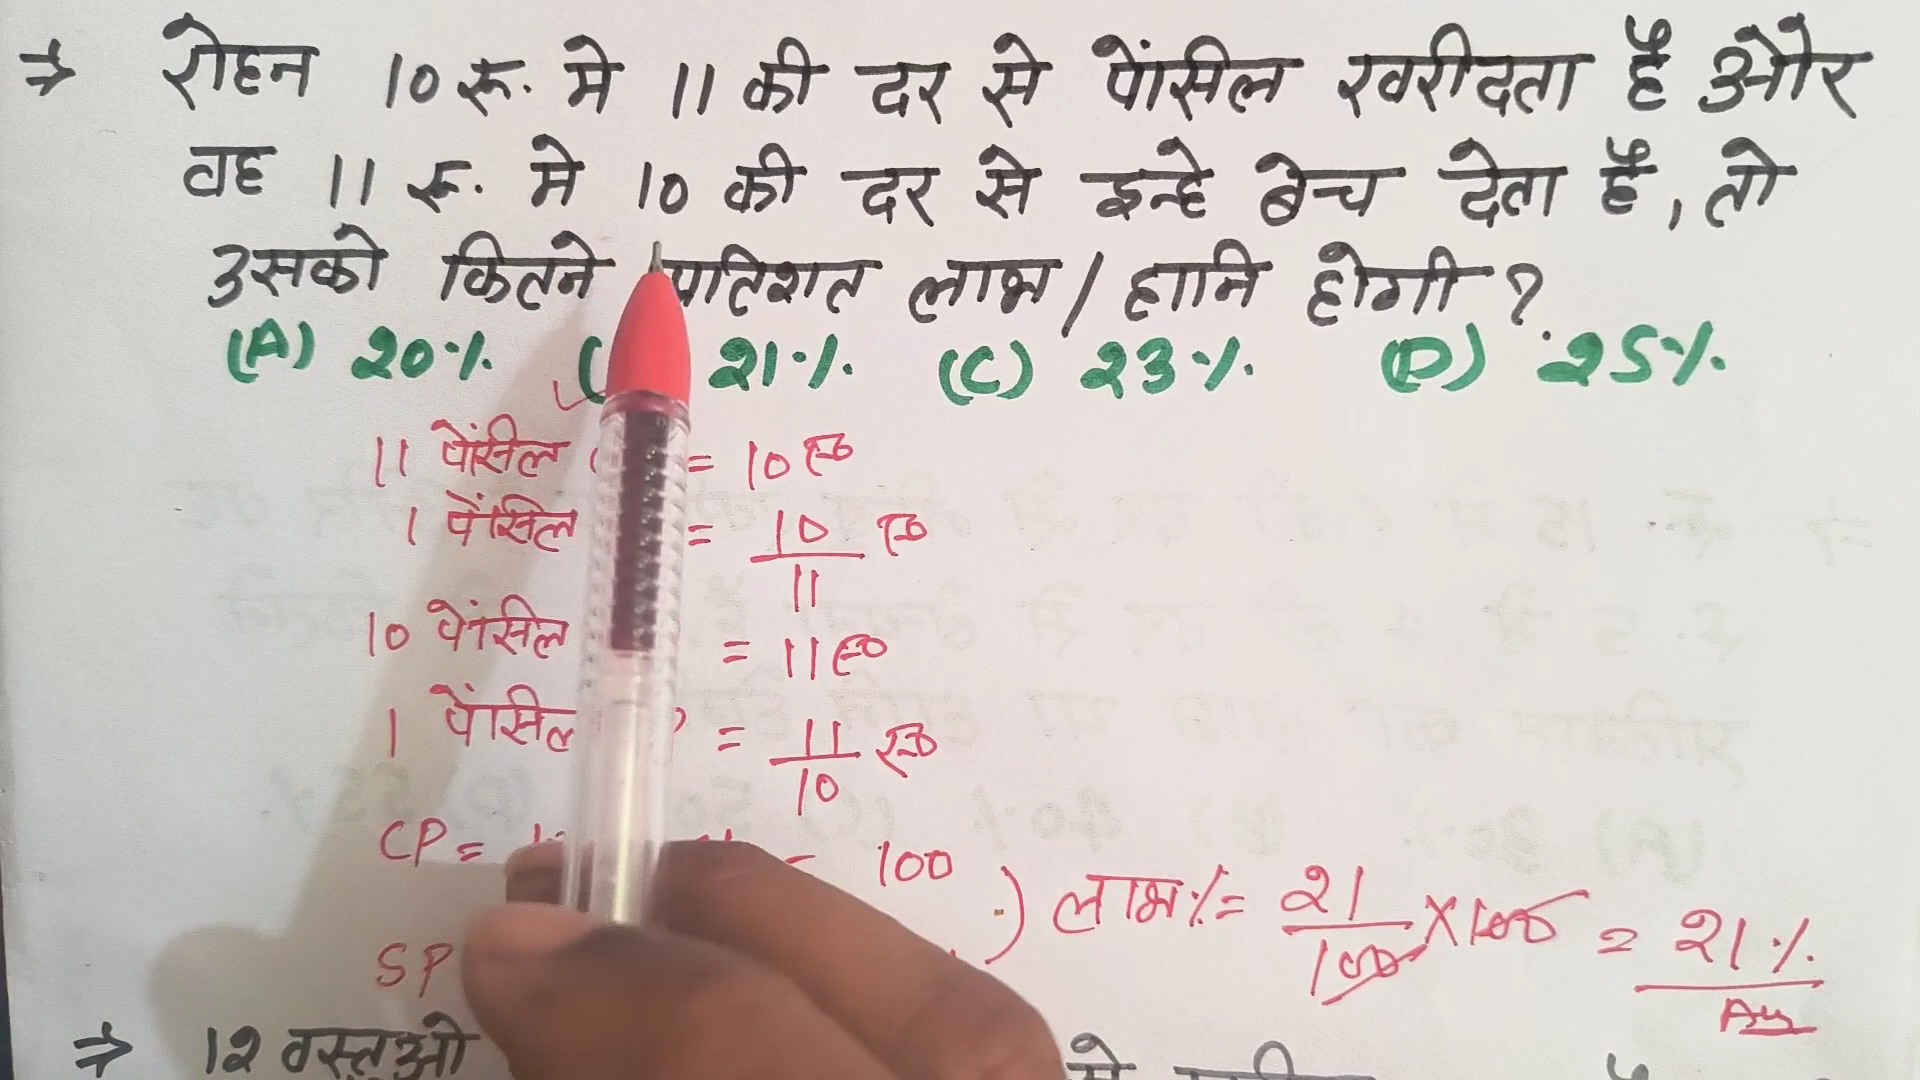 ⇒ रोहन 10 रू. मे 11 की दर से पेंसिल खरीदता है और
वह 11 रू. मे 10 की दर से इन्हे बेच देता है, तो
उसको कितने प्रतिशत लाभ / हानि होगी ?
(A) 20% ( 21% (C) 23% (D) 25%
11 पेंसिल = 10 रू
1 पेंसिल = 10/11 रू
10 पेंसिल = 11 रू
1 पेंसिल = 11/10 रू
CP = = 100
) लाभ% = 21/100 × 100 = 21%
Ans
SP
⇒ 12 वस्तुओ मे